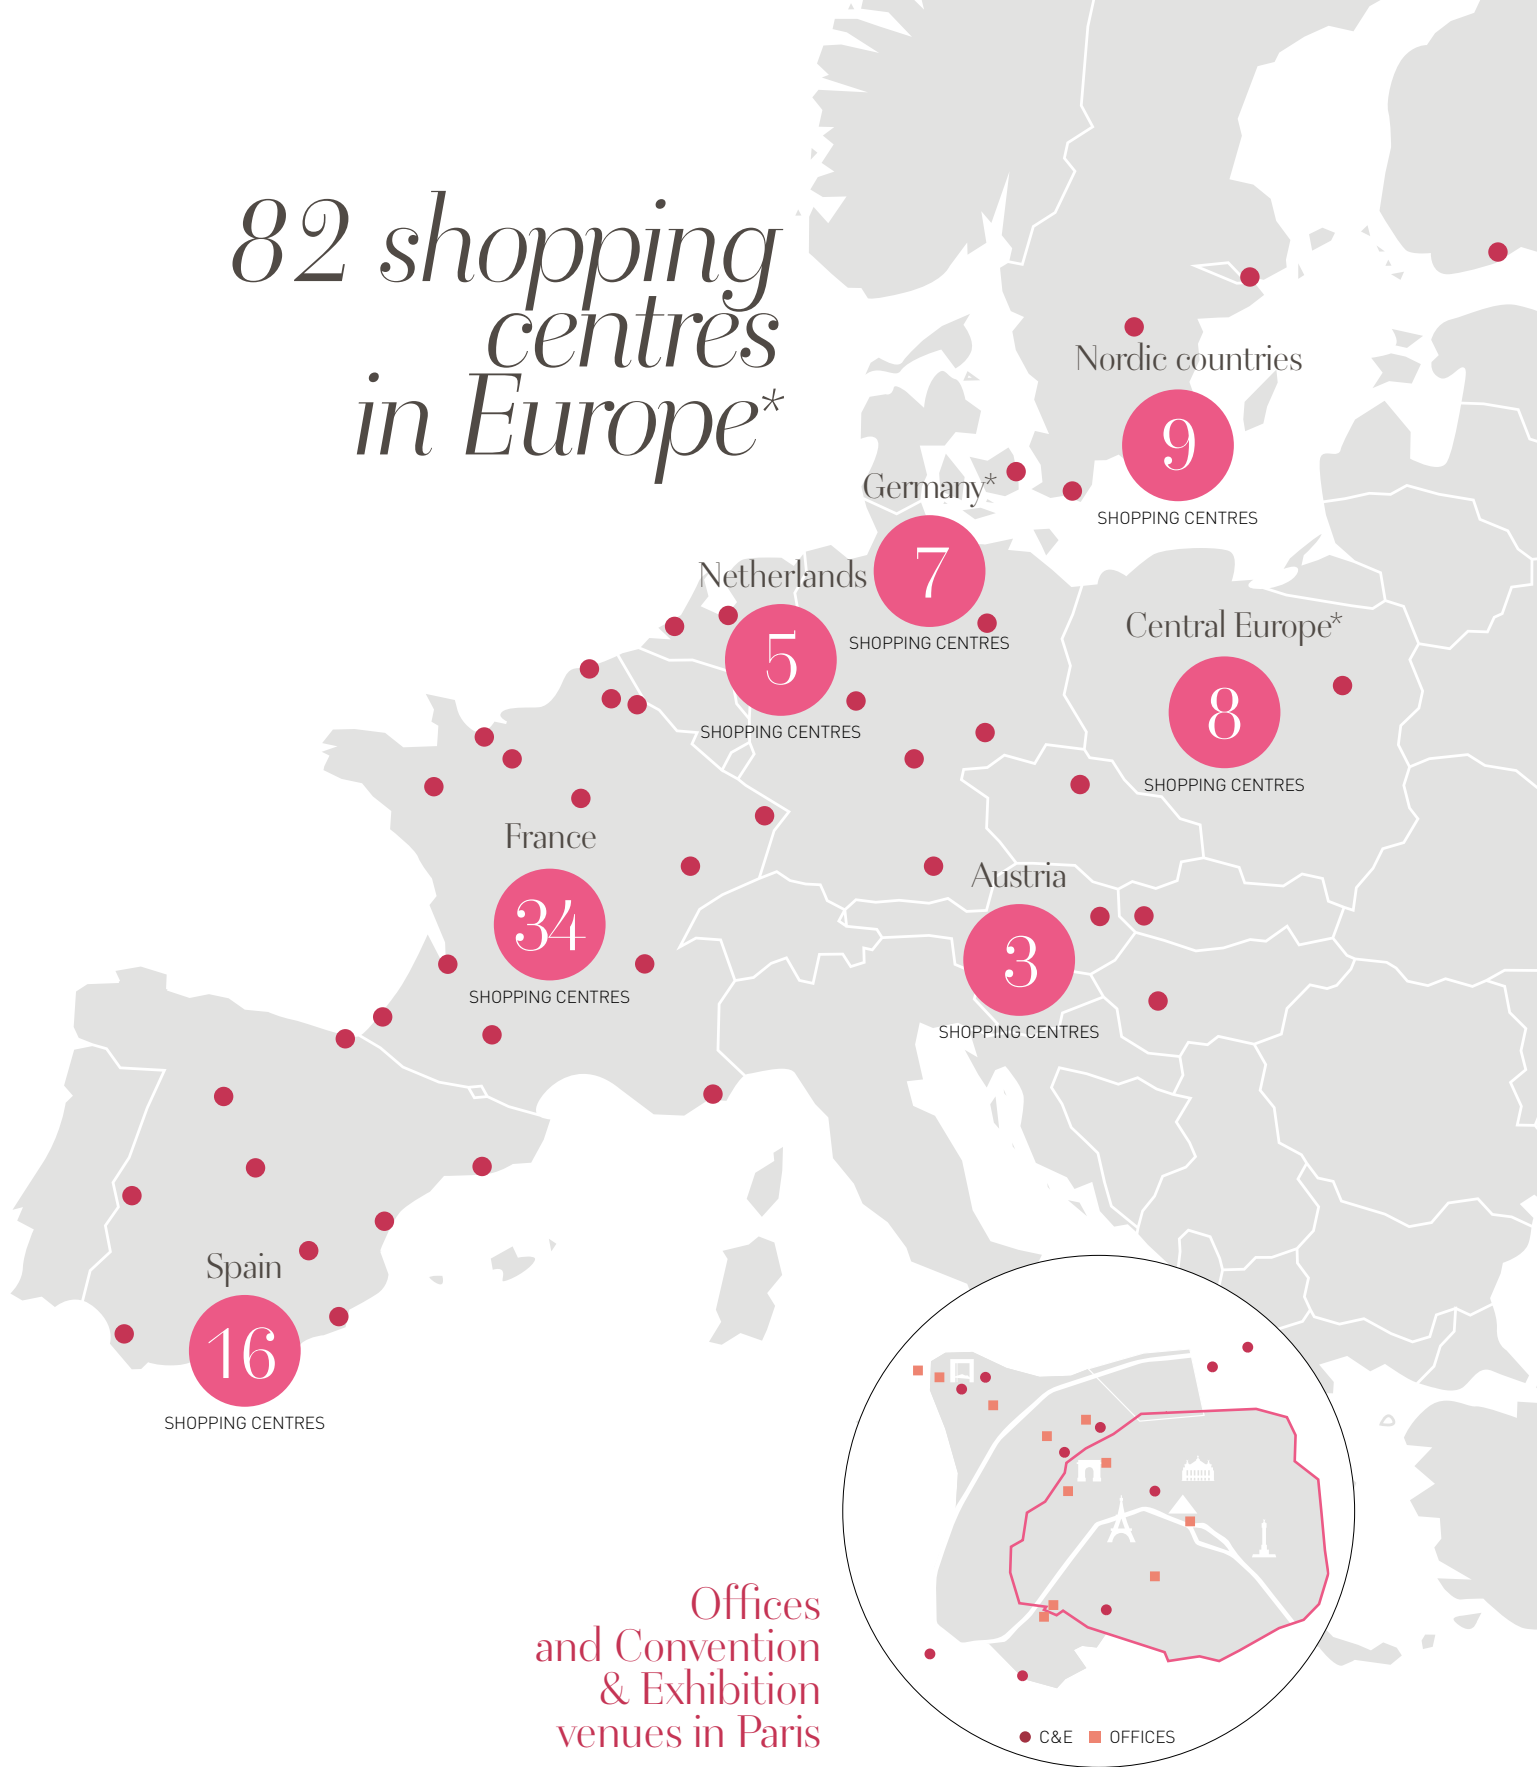 82 shopping
centres
in Europe*
Nordic countries
9
SHOPPING CENTRES
Germany*
7
SHOPPING CENTRES
Netherlands
5
SHOPPING CENTRES
Central Europe*
8
SHOPPING CENTRES
France
34
SHOPPING CENTRES
Austria
3
SHOPPING CENTRES
Spain
16
SHOPPING CENTRES
Offices
and Convention
& Exhibition
venues in Paris
C&E OFFICES